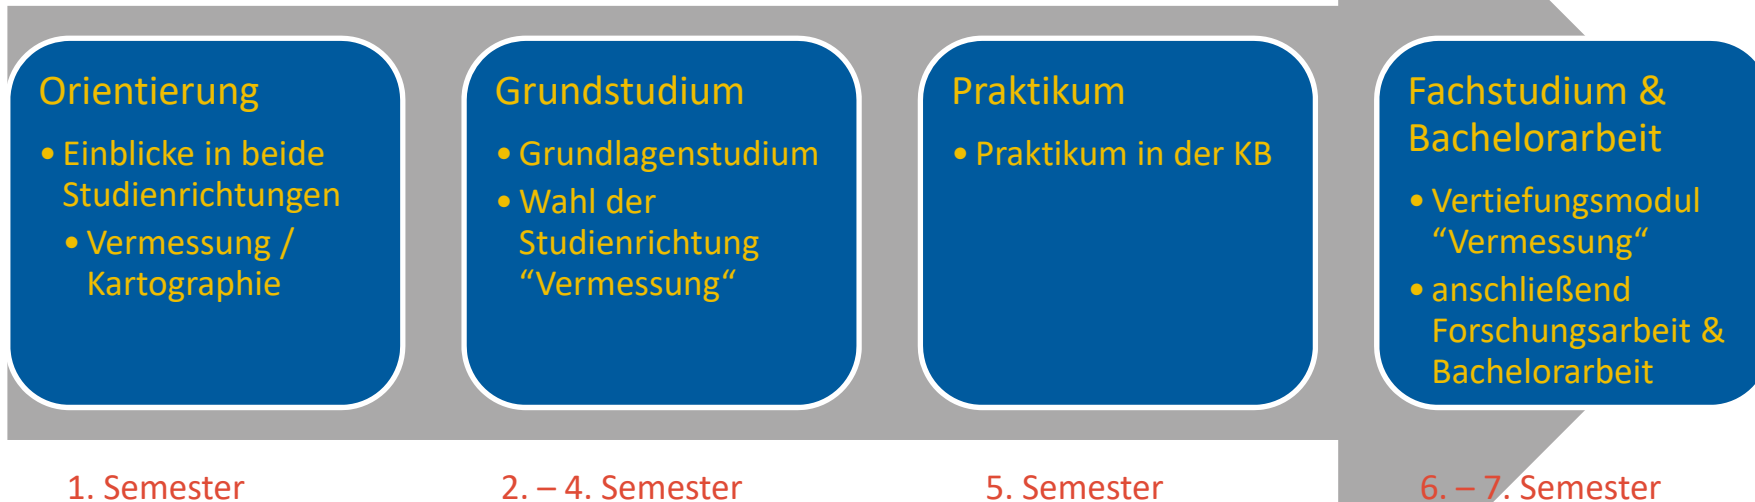 Orientierung
• Einblicke in beide
Studienrichtungen
• Vermessung /
Kartographie
1. Semester
Grundstudium
• Grundlagenstudium
• Wahl der
Studienrichtung
“Vermessung“
2. – 4. Semester
Praktikum
• Praktikum in der KB
5. Semester
Fachstudium &
Bachelorarbeit
• Vertiefungsmodul
“Vermessung“
• anschließend
Forschungsarbeit &
Bachelorarbeit
6. – 7. Semester